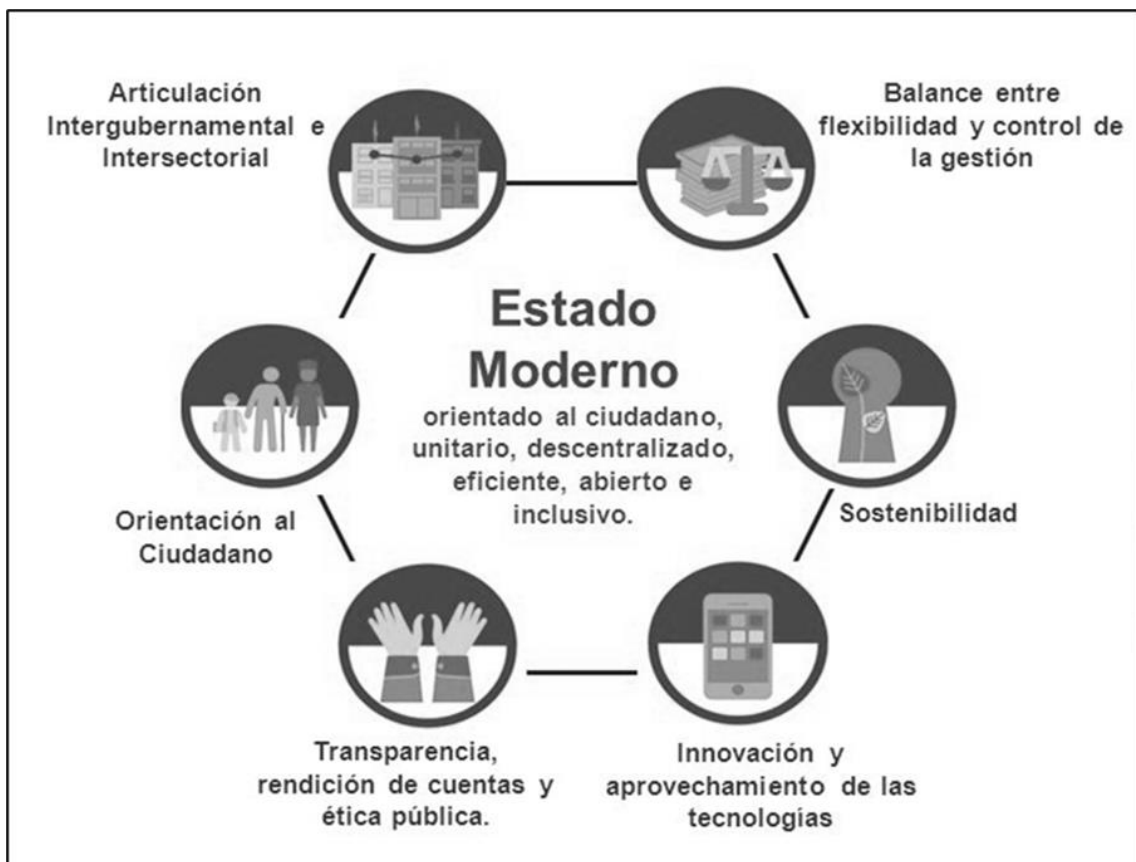 Articulación
Intergubernamental e
Intersectorial
Balance entre
flexibilidad y control de
la gestión
Estado
Moderno
orientado al ciudadano,
unitario, descentralizado,
eficiente, abierto e
inclusivo.
Orientación al
Ciudadano
Sostenibilidad
Transparencia,
rendición de cuentas y
ética pública.
Innovación y
aprovechamiento de las
tecnologías